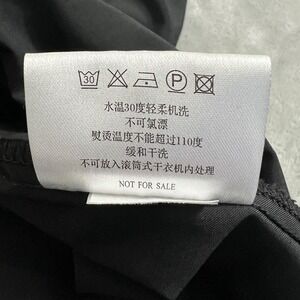 30 P
水温30度轻柔机洗
不可氯漂
熨烫温度不能超过110度
缓和干洗
不可放入滚筒式干衣机内处理
NOT FOR SALE